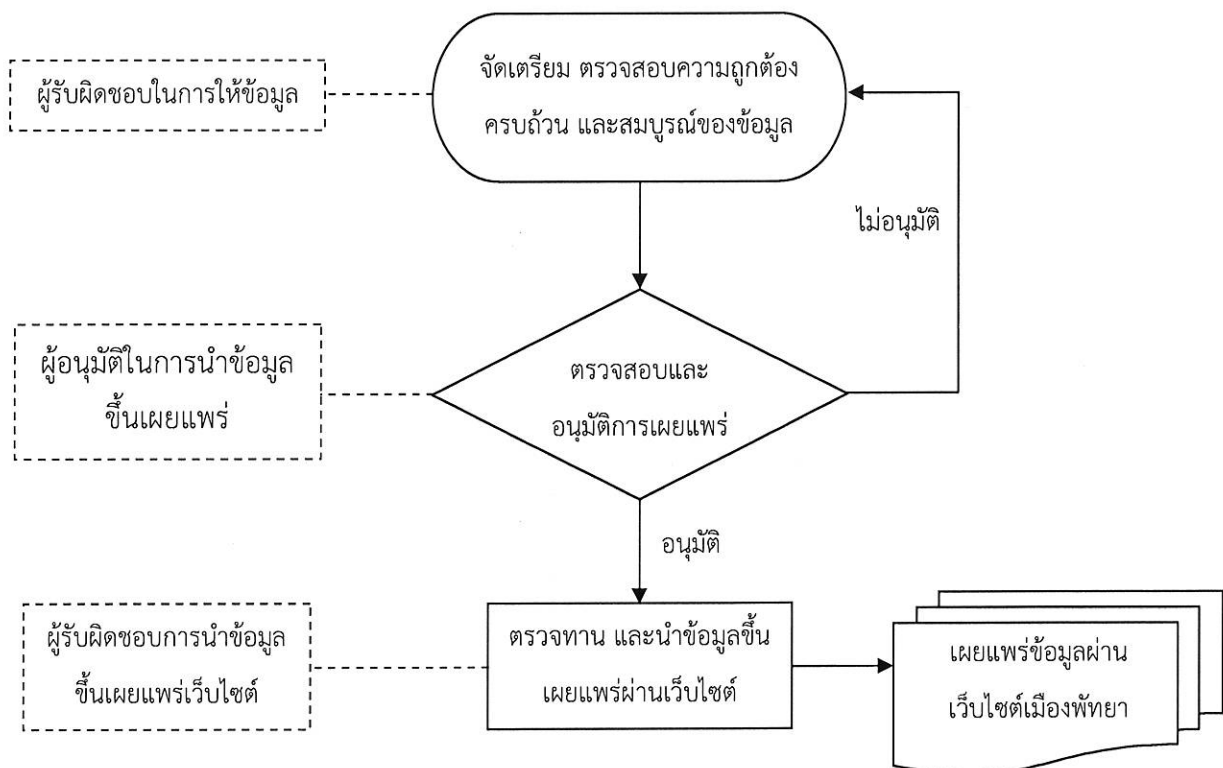 จัดเตรียม ตรวจสอบความถูกต้อง
ครบถ้วน และสมบูรณ์ของข้อมูล
ผู้รับผิดชอบในการให้ข้อมูล
ไม่อนุมัติ
ผู้อนุมัติในการนำข้อมูล
ขึ้นเผยแพร่
ตรวจสอบและ
อนุมัติการเผยแพร่
อนุมัติ
ผู้รับผิดชอบการนำข้อมูล
ขึ้นเผยแพร่เว็บไซต์
ตรวจทาน และนำข้อมูลขึ้น
เผยแพร่ผ่านเว็บไซต์
เผยแพร่ข้อมูลผ่าน
เว็บไซต์เมืองพัทยา